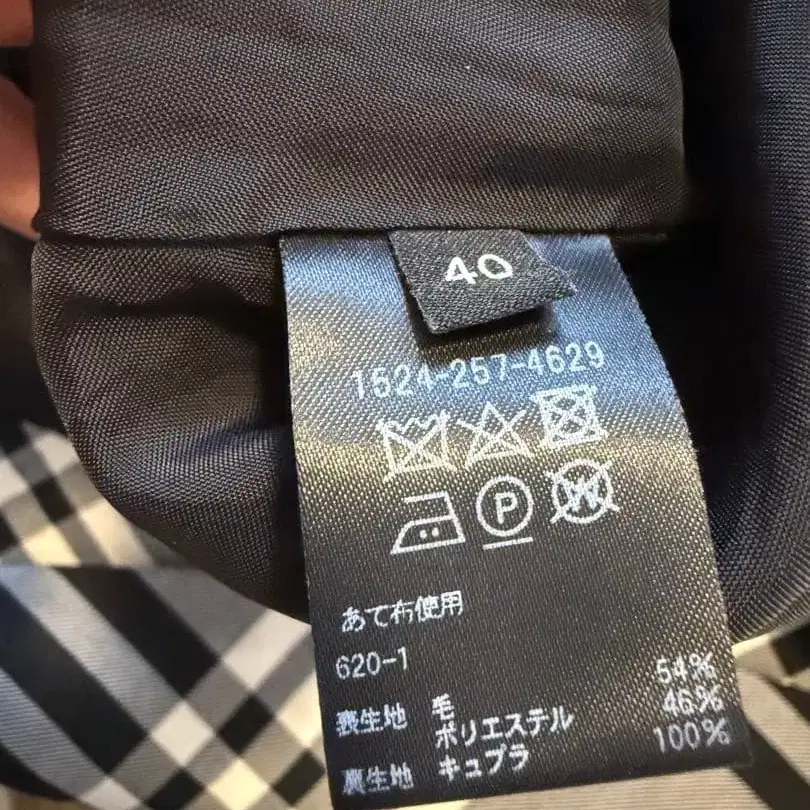 40
1524-257-4629
P
W
あて布使用
620-1
表生地 毛 54%
ポリエステル 46%
裏生地 キュプラ 100%